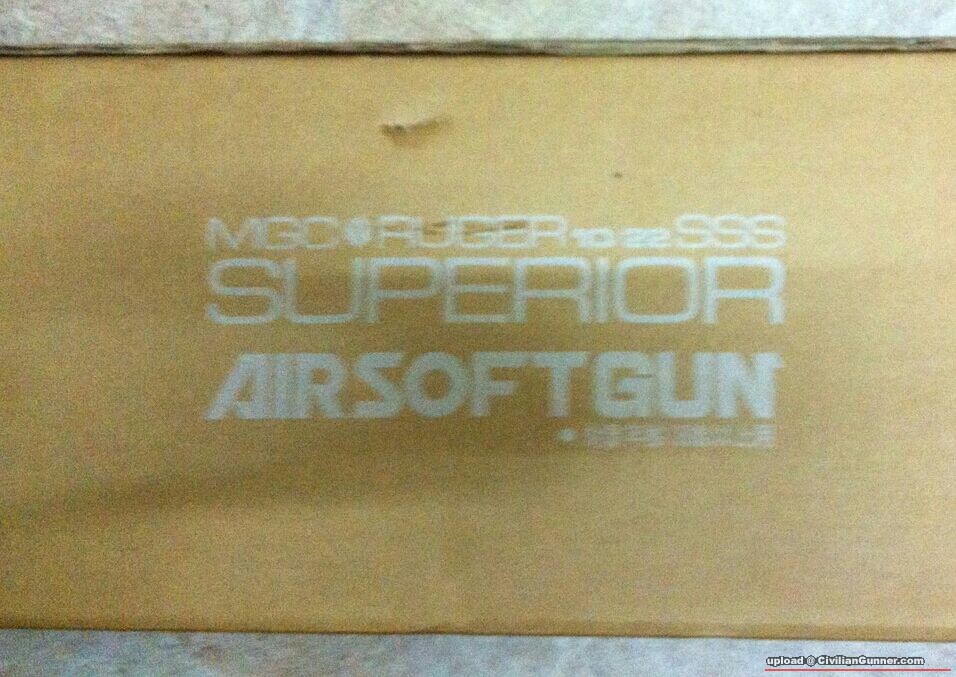 MGC●RUGER 10 22 SSS
SUPERIOR
AIRSOFTGUN
upload @ CivilianGunner.com